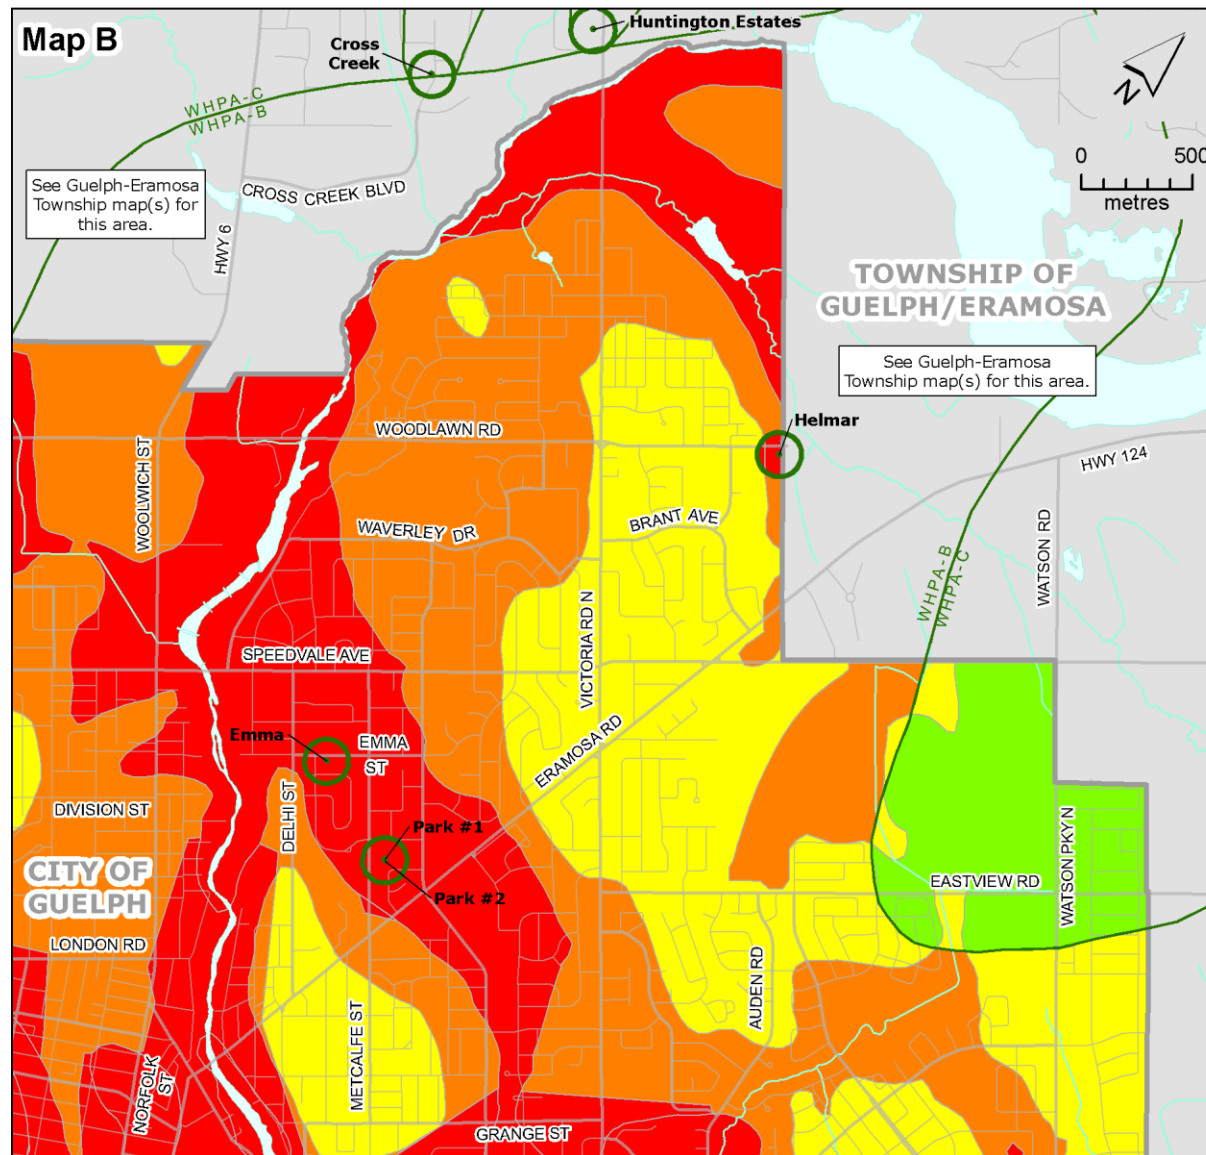 Map B
Huntington Estates
Cross
Creek
N
WHPA-C
WHPA-B
0 500
metres
See Guelph-Eramosa
Township map(s) for
this area.
CROSS CREEK BLVD
HWY 6
TOWNSHIP OF
GUELPH/ERAMOSA
See Guelph-Eramosa
Township map(s) for this area.
WOODLAWN RD
Helmar
HWY 124
WOOLWICH ST
WAVERLEY DR
BRANT AVE
WATSON RD
WHPA-B
WHPA-C
VICTORIA RD N
SPEEDVALE AVE
ERAMOSA RD
Emma
EMMA
ST
DELHI ST
DIVISION ST
Park #1
Park #2
CITY OF
GUELPH
EASTVIEW RD
WATSON PKY N
LONDON RD
AUDEN RD
METCALFE ST
NORFOLK
ST
GRANGE ST